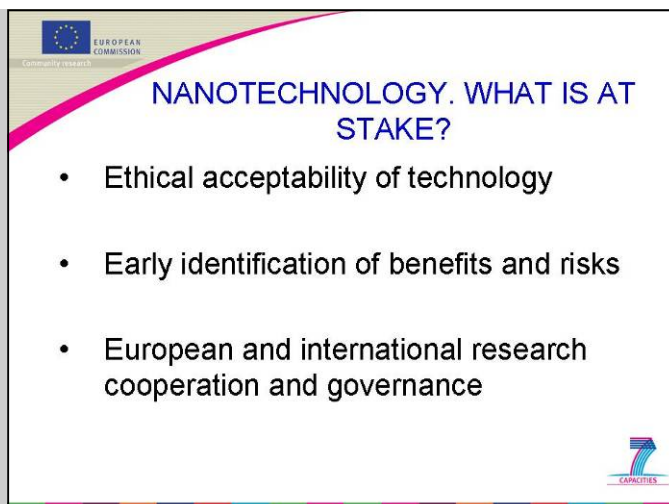 EUROPEAN
COMMISSION
Community research
NANOTECHNOLOGY. WHAT IS AT
STAKE?
• Ethical acceptability of technology
• Early identification of benefits and risks
• European and international research
cooperation and governance
7
CAPACITIES